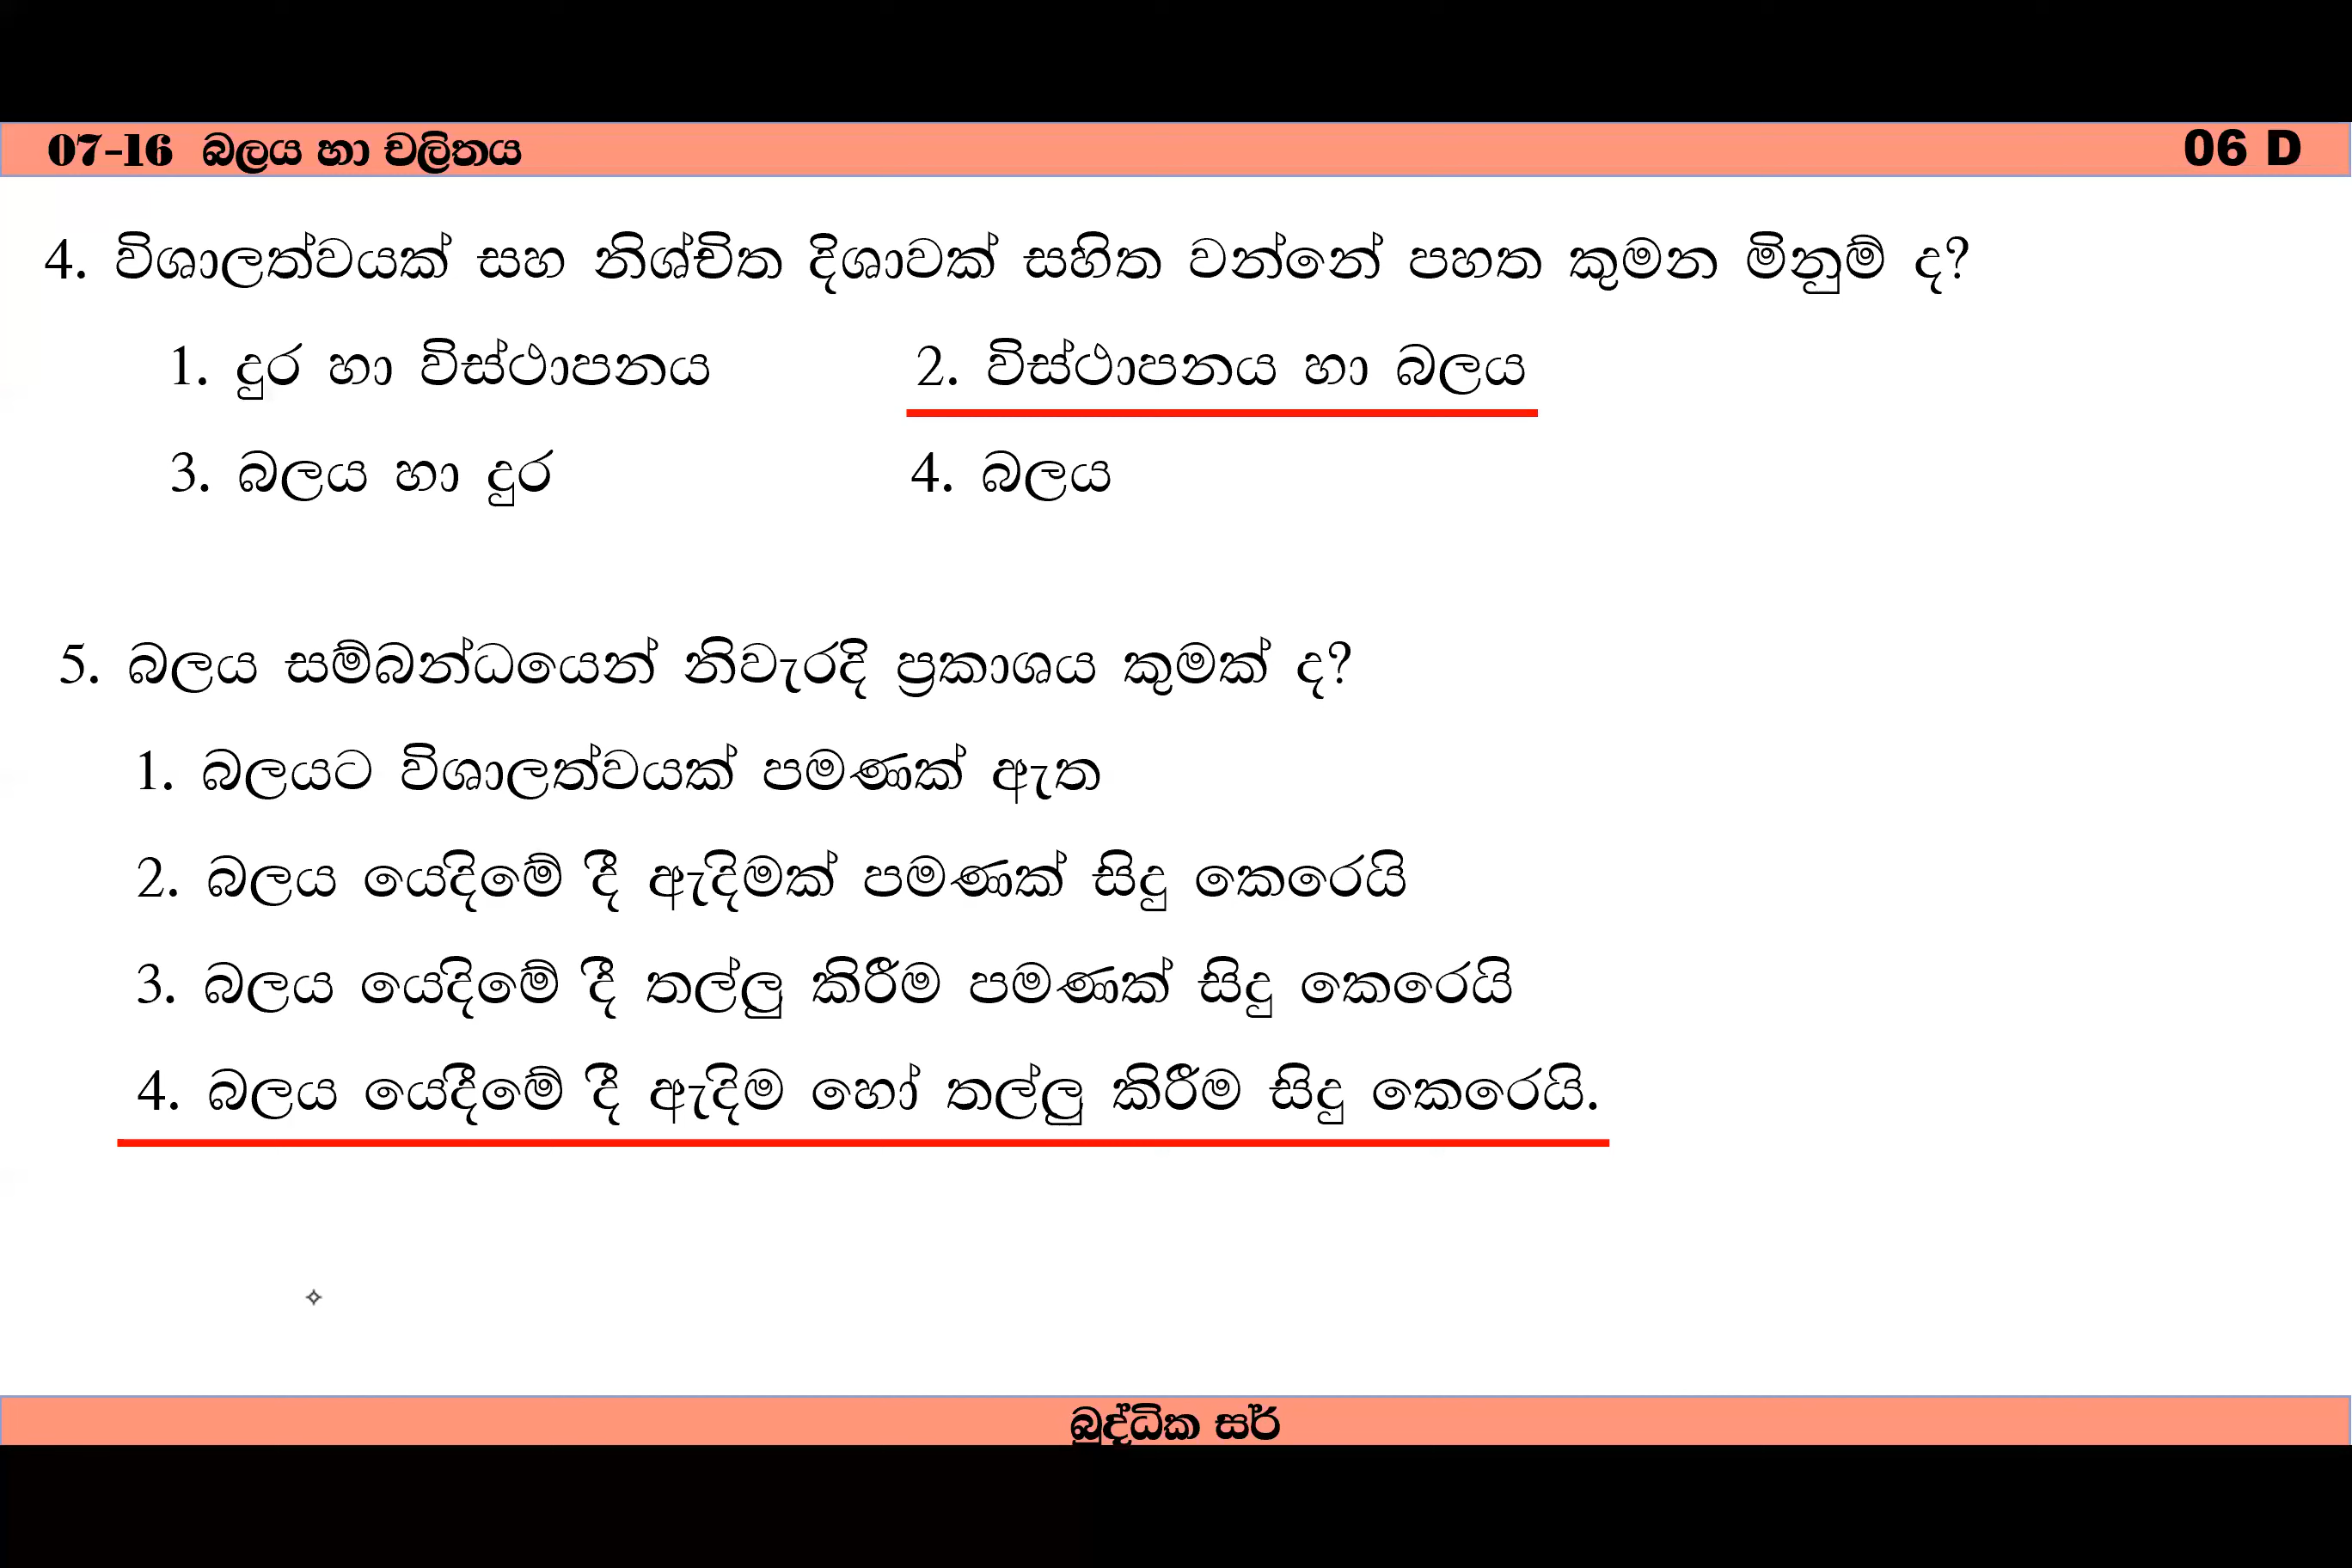 07-16 බලය හා චලිතය 06 D
4. විශාලත්වයක් සහ නිශ්චිත දිශාවක් සහිත වන්නේ පහත කුමන මිනුම් ද?
1. දුර හා විස්ථාපනය 2. විස්ථාපනය හා බලය
3. බලය හා දුර 4. බලය
5. බලය සම්බන්ධයෙන් නිවැරදි ප්‍රකාශය කුමක් ද?
1. බලයට විශාලත්වයක් පමණක් ඇත
2. බලය යෙදිමේ දී ඇදිමක් පමණක් සිදු කෙරෙයි
3. බලය යෙදිමේ දී තල්ලු කිරීම පමණක් සිදු කෙරෙයි
4. බලය යෙදීමේ දී ඇදිම හෝ තල්ලු කිරීම සිදු කෙරෙයි.
බුද්ධික සර්